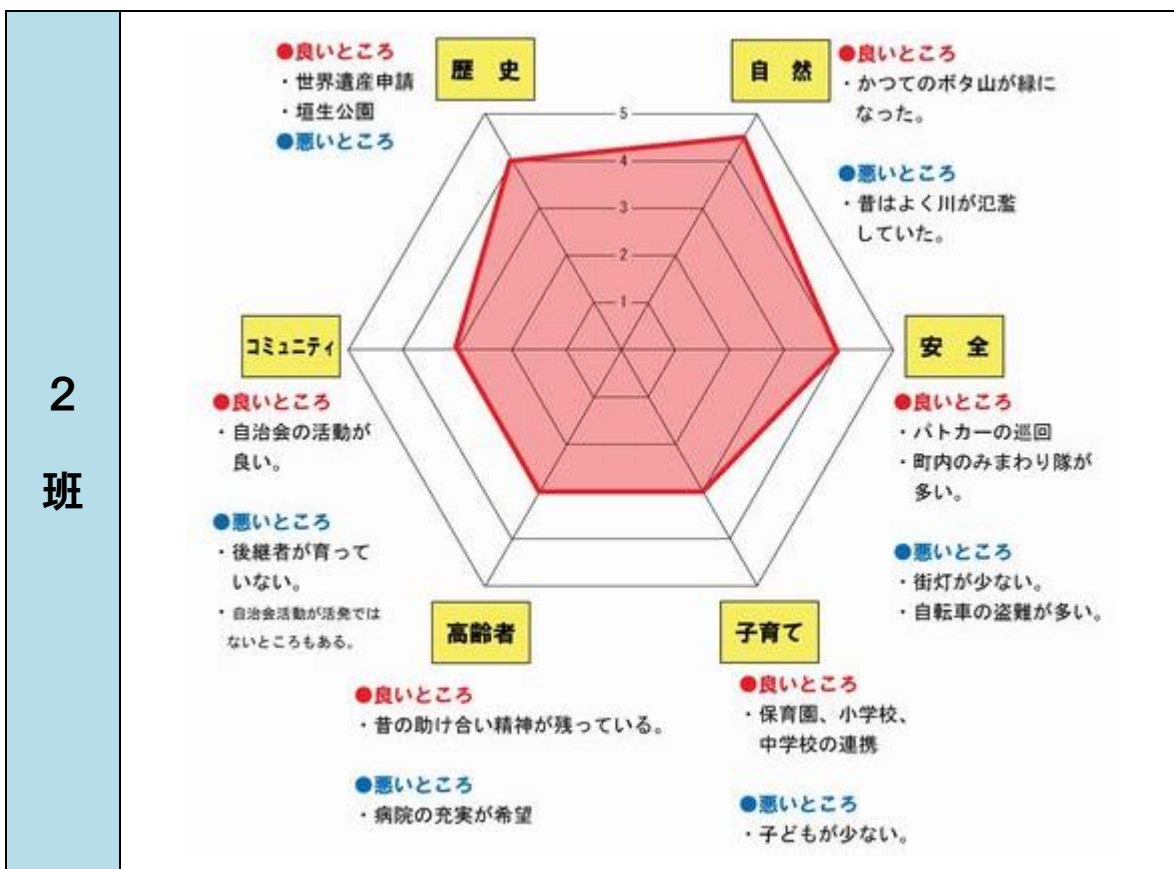 2
班
歴 史
●良いところ
・世界遺産申請
・垣生公園
●悪いところ
自 然
●良いところ
・かつてのボタ山が緑に
なった。
●悪いところ
・昔はよく川が氾濫
していた。
5
4
3
2
1
コミュニティ
●良いところ
・自治会の活動が
良い。
●悪いところ
・後継者が育って
いない。
・自治会活動が活発では
ないところもある。
安 全
●良いところ
・パトカーの巡回
・町内のみまわり隊が
多い。
●悪いところ
・街灯が少ない。
・自転車の盗難が多い。
高齢者
●良いところ
・昔の助け合い精神が残っている。
●悪いところ
・病院の充実が希望
子育て
●良いところ
・保育園、小学校、
中学校の連携
●悪いところ
・子どもが少ない。